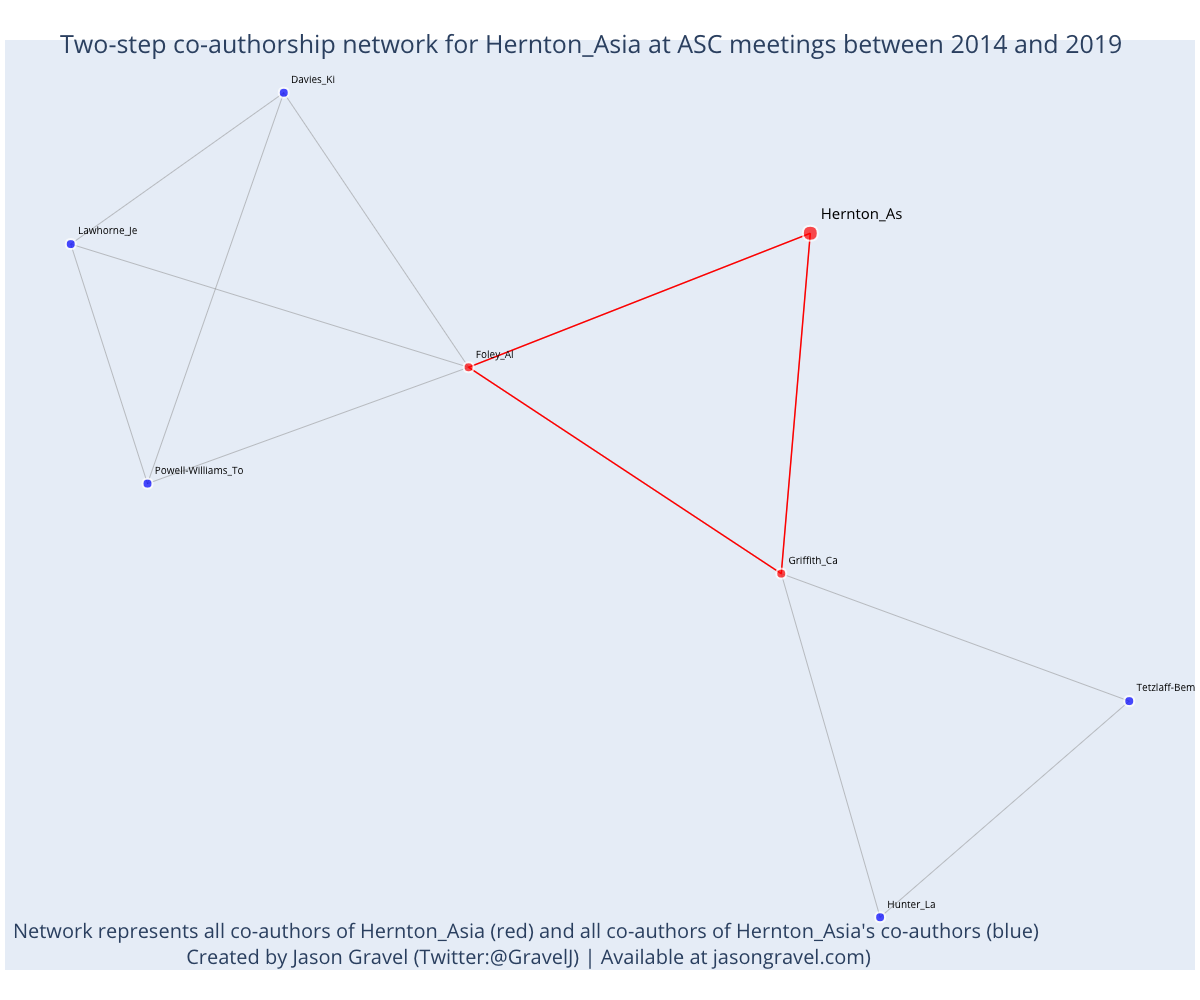 Two-step co-authorship network for Hernton_Asia at ASC meetings between 2014 and 2019
Davies_Ki
Hernton_As
Lawhorne_Je
Foley_Al
Powell-Williams_To
Griffith_Ca
Tetzlaff-Bem
Hunter_La
Network represents all co-authors of Hernton_Asia (red) and all co-authors of Hernton_Asia's co-authors (blue)
Created by Jason Gravel (Twitter:@GravelJ) | Available at jasongravel.com)